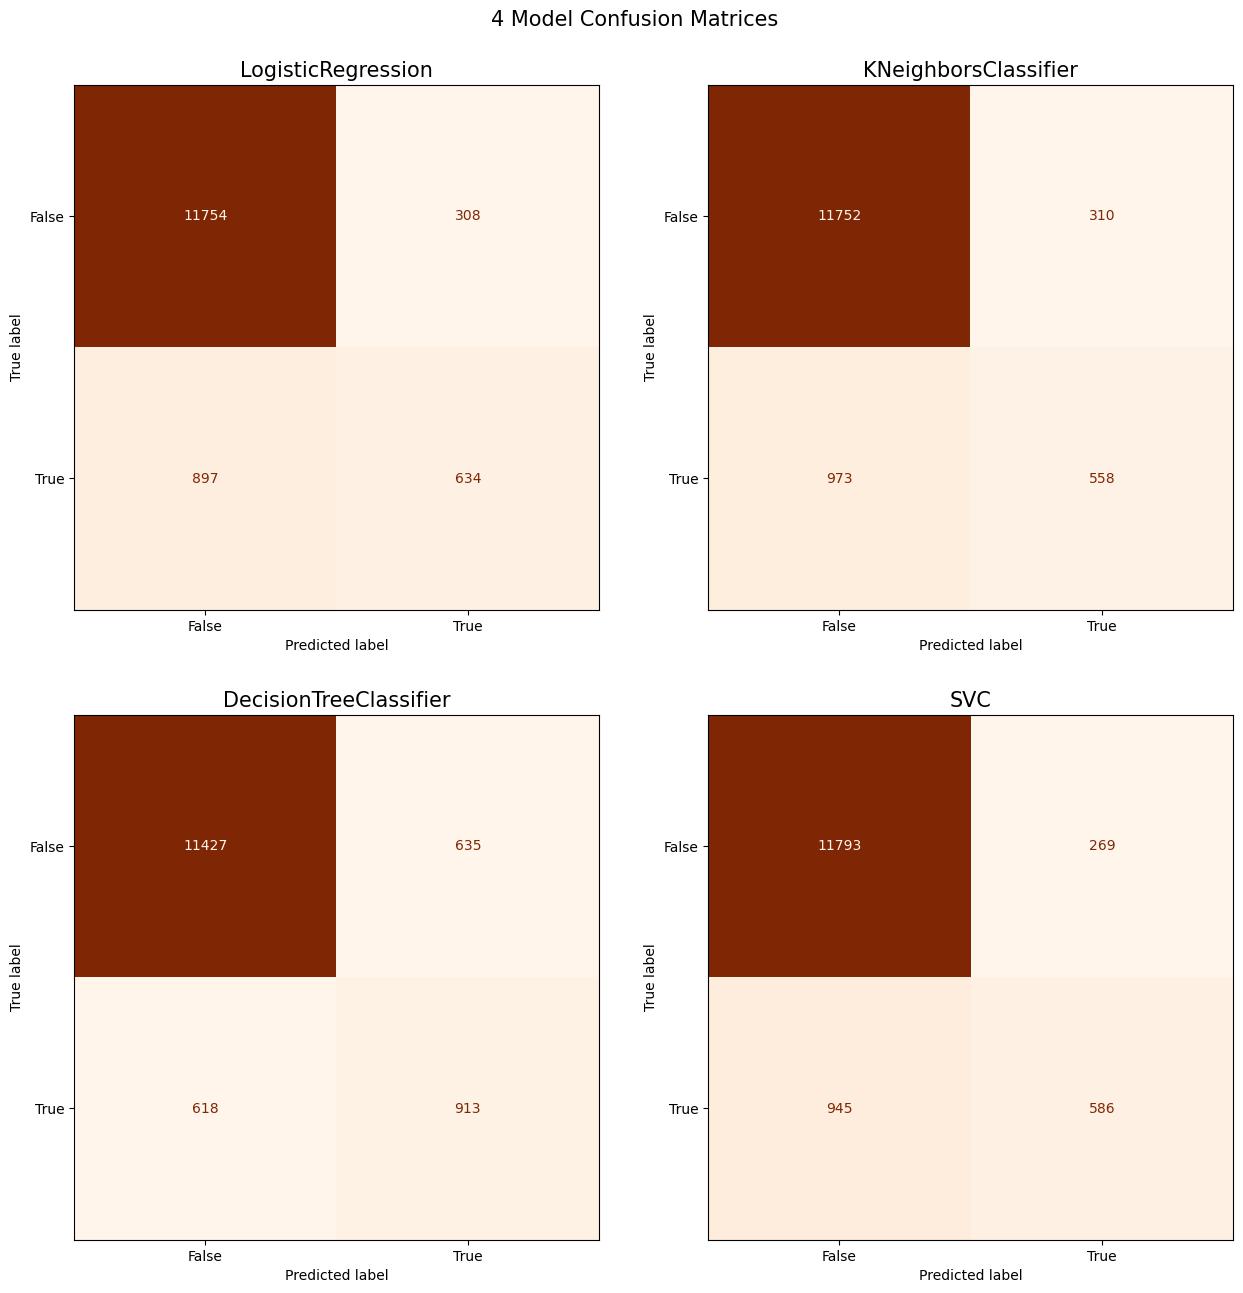 4 Model Confusion Matrices
LogisticRegression
False
11754
308
True label
True
897
634
False
True
Predicted label
KNeighborsClassifier
False
11752
310
True label
True
973
558
False
True
Predicted label
DecisionTreeClassifier
False
11427
635
True label
True
618
913
False
True
Predicted label
SVC
False
11793
269
True label
True
945
586
False
True
Predicted label